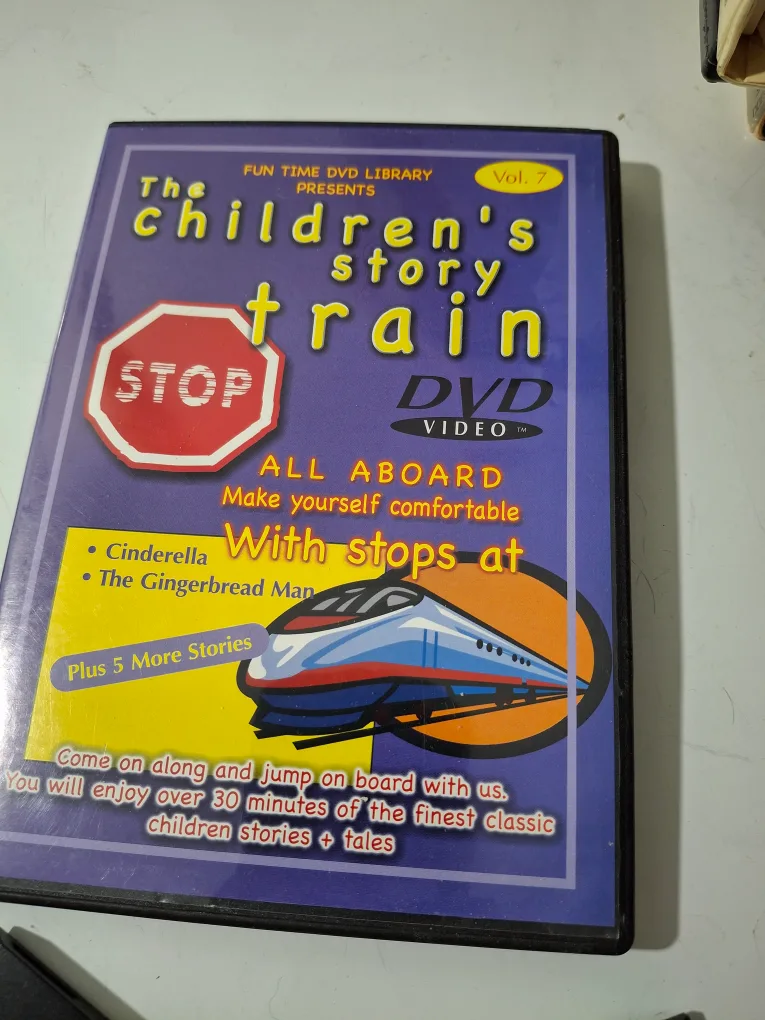 FUN TIME DVD LIBRARY
PRESENTS
Vol. 7
The
children's
story
train
STOP
DVD
VIDEO ™
ALL ABOARD
Make yourself comfortable
With stops at
• Cinderella
• The Gingerbread Man
Plus 5 More Stories
Come on along and jump on board with us.
You will enjoy over 30 minutes of the finest classic
children stories + tales